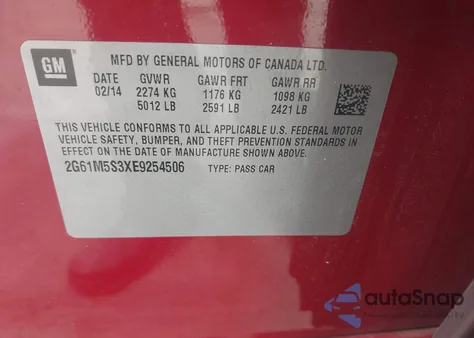 GM
MFD BY GENERAL MOTORS OF CANADA LTD.
DATE GVWR GAWR FRT GAWR RR
02/14 2274 KG 1176 KG 1098 KG
5012 LB 2591 LB 2421 LB
THIS VEHICLE CONFORMS TO ALL APPLICABLE U.S. FEDERAL MOTOR
VEHICLE SAFETY, BUMPER, AND THEFT PREVENTION STANDARDS IN
EFFECT ON THE DATE OF MANUFACTURE SHOWN ABOVE.
2G61M5S3XE9254506 TYPE: PASS CAR
autoSnap